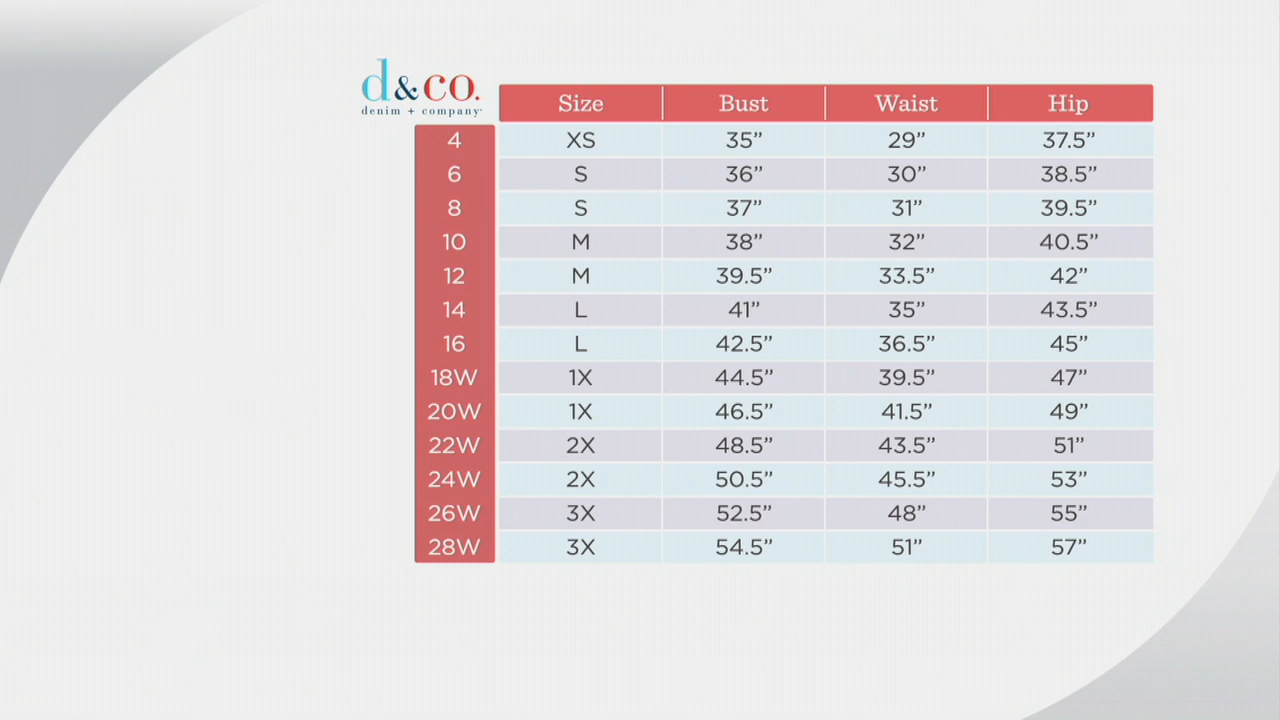 d&co.
denim + company
Size Bust Waist Hip
4 XS 35” 29” 37.5”
6 S 36” 30” 38.5”
8 S 37” 31” 39.5”
10 M 38” 32” 40.5”
12 M 39.5” 33.5” 42”
14 L 41” 35” 43.5”
16 L 42.5” 36.5” 45”
18W 1X 44.5” 39.5” 47”
20W 1X 46.5” 41.5” 49”
22W 2X 48.5” 43.5” 51”
24W 2X 50.5” 45.5” 53”
26W 3X 52.5” 48” 55”
28W 3X 54.5” 51” 57”